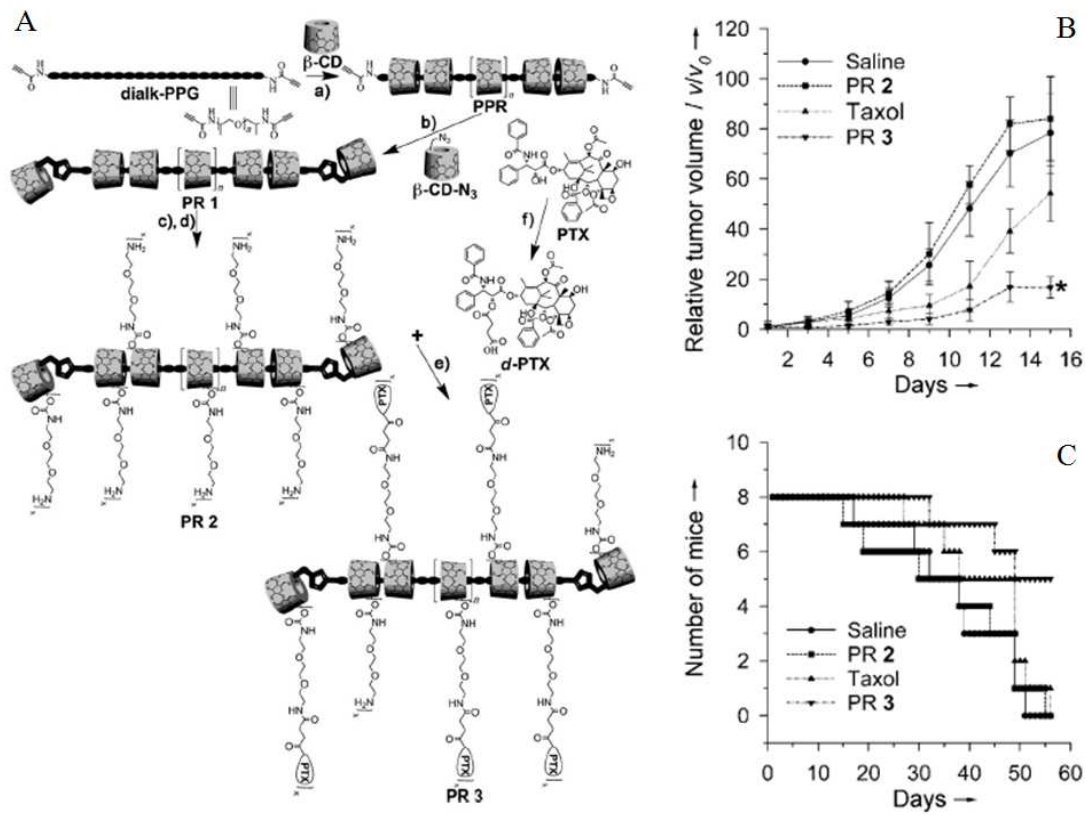 A
β-CD
a)
dialk-PPG
PPR
b)
N₃
β-CD-N₃
PR 1
c), d)
PTX
f)
d-PTX
+
e)
PR 2
PR 3
B
Relative tumor volume / v/v₀ →
120
100
80
60
40
20
0
Saline
PR 2
Taxol
PR 3
*
2 4 6 8 10 12 14 16
Days →
C
Number of mice →
10
8
6
4
2
0
Saline
PR 2
Taxol
PR 3
0 10 20 30 40 50 60
Days →